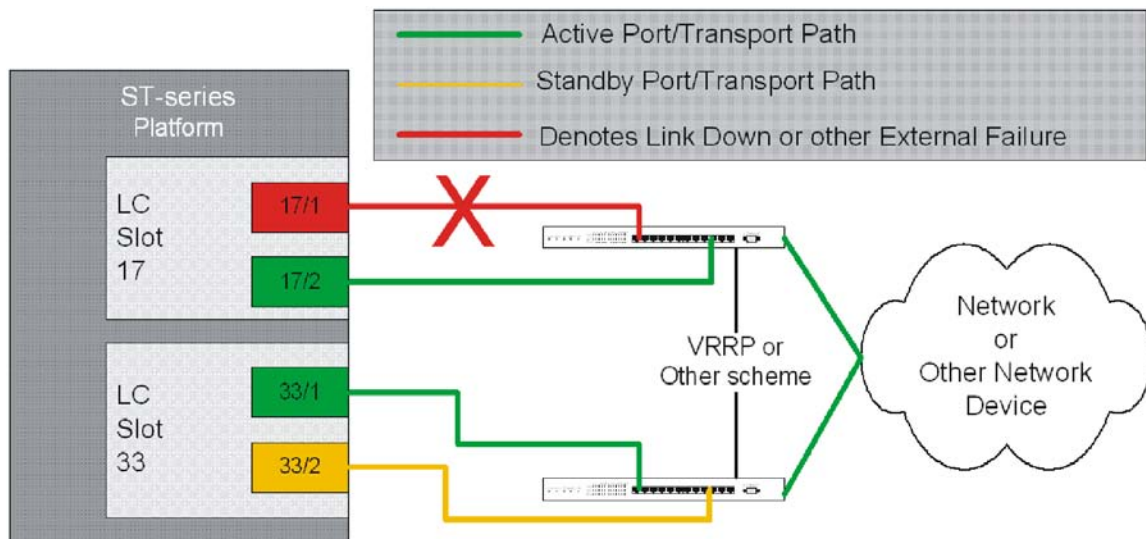 Active Port/Transport Path
Standby Port/Transport Path
Denotes Link Down or other External Failure
ST-series
Platform
LC
Slot
17
17/1
17/2
LC
Slot
33
33/1
33/2
X
VRRP or
Other scheme
Network
or
Other Network
Device